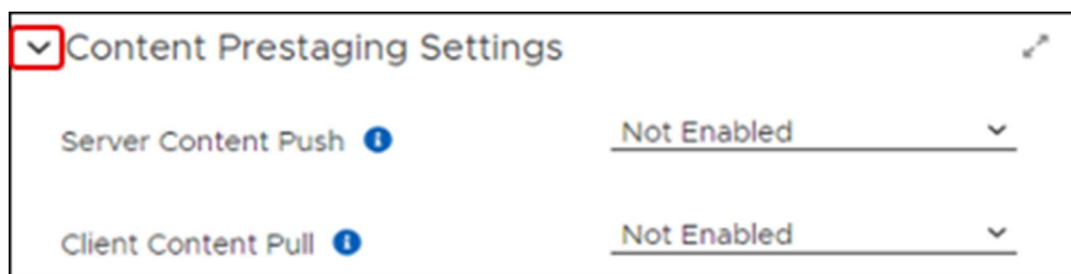 Content Prestaging Settings
Server Content Push Not Enabled
Client Content Pull Not Enabled